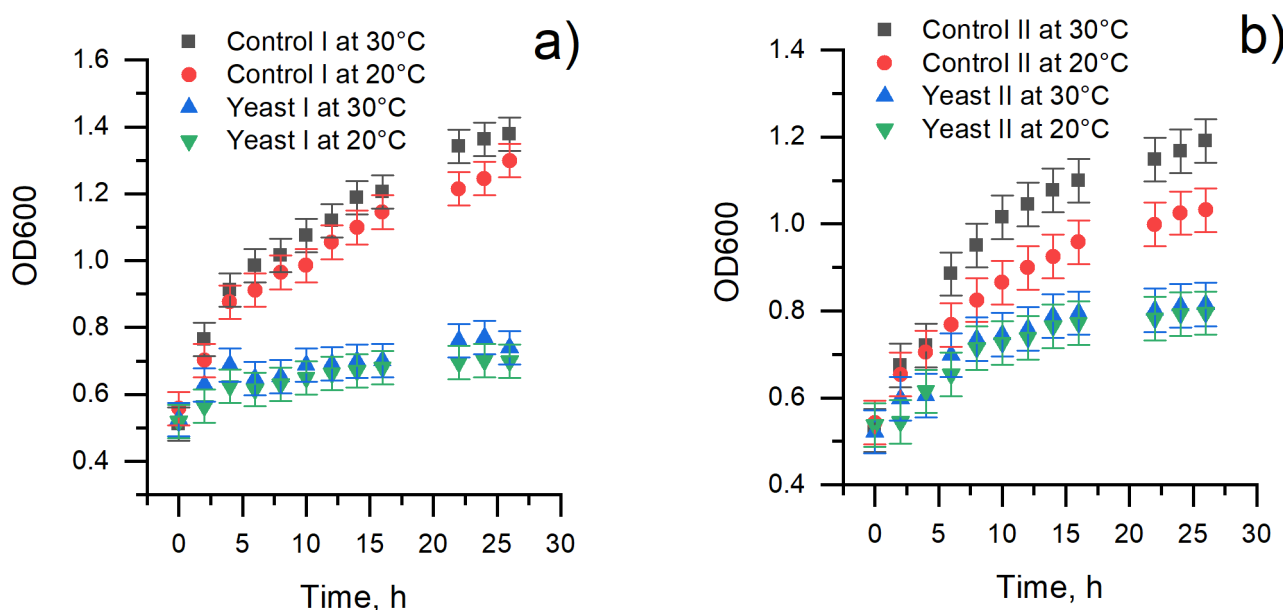 a)
Control I at 30°C
Control I at 20°C
Yeast I at 30°C
Yeast I at 20°C
1.6
1.4
1.2
1.0
0.8
0.6
0.4
OD600
0 5 10 15 20 25 30
Time, h
b)
Control II at 30°C
Control II at 20°C
Yeast II at 30°C
Yeast II at 20°C
1.4
1.2
1.0
0.8
0.6
0.4
OD600
0 5 10 15 20 25 30
Time, h